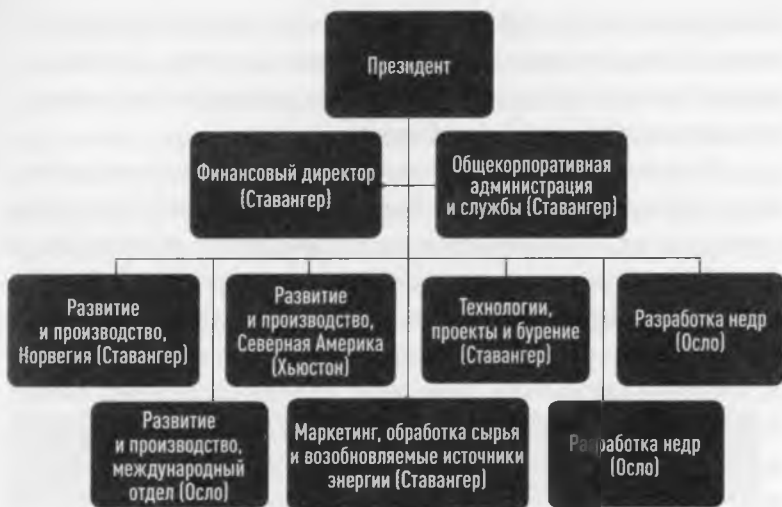 Президент
Финансовый директор
(Ставангер)
Общекорпоративная
администрация
и службы (Ставангер)
Развитие
и производство,
Норвегия (Ставангер)
Развитие
и производство,
Северная Америка
(Хьюстон)
Технологии,
проекты и бурение
(Ставангер)
Разработка недр
(Осло)
Развитие
и производство,
международный
отдел (Осло)
Маркетинг, обработка сырья
и возобновляемые источники
энергии (Ставангер)
Разработка недр
(Осло)